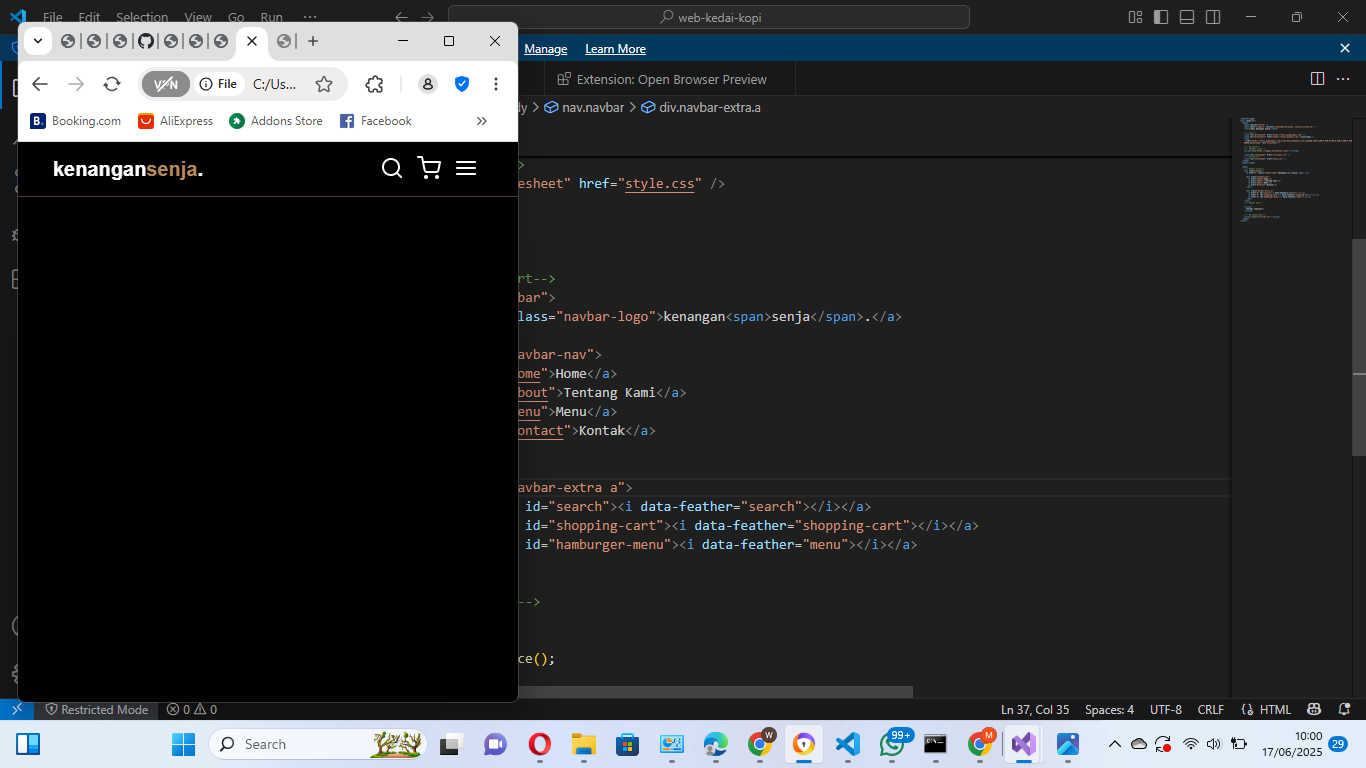 File Edit Selection View Go Run ···
web-kedai-kopi
Manage Learn More
VPN File C:/Us...
Extension: Open Browser Preview
Booking.com AliExpress Addons Store Facebook »
dy > nav.navbar > div.navbar-extra.a
kenangansenja.
>
esheet" href="style.css" />
rt-->
bar">
lass="navbar-logo">kenangan<span>senja</span>.</a>
avbar-nav">
ome">Home</a>
bout">Tentang Kami</a>
enu">Menu</a>
ontact">Kontak</a>
avbar-extra a">
id="search"><i data-feather="search"></i></a>
id="shopping-cart"><i data-feather="shopping-cart"></i></a>
id="hamburger-menu"><i data-feather="menu"></i></a>
-->
ce();
Restricted Mode 0 0 Ln 37, Col 35 Spaces: 4 UTF-8 CRLF {} HTML
Search W 99+ M 10:00
17/06/2025 29